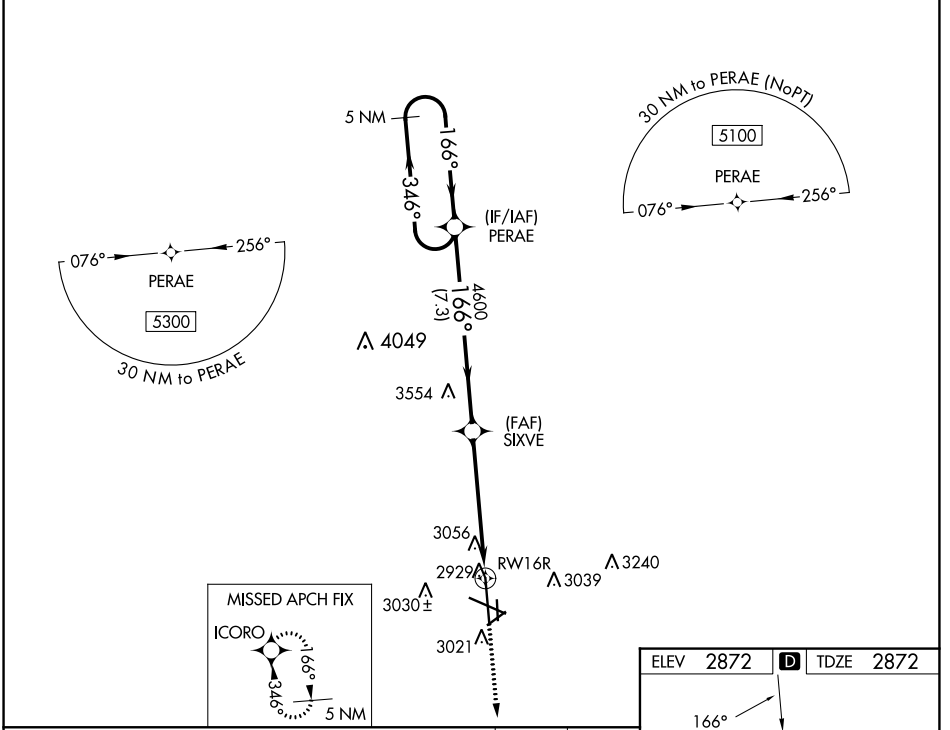 5 NM
166°
346°
(IF/IAF)
PERAE
30 NM to PERAE (NoPT)
5100
PERAE
076°
256°
076°
256°
PERAE
5300
30 NM to PERAE
4600
166°
(7.3)
4049
3554
(FAF)
SIXVE
3056
2929
RW16R
3240
3039
3030±
3021
MISSED APCH FIX
ICORO
166°
346°
5 NM
ELEV 2872 D TDZE 2872
166°